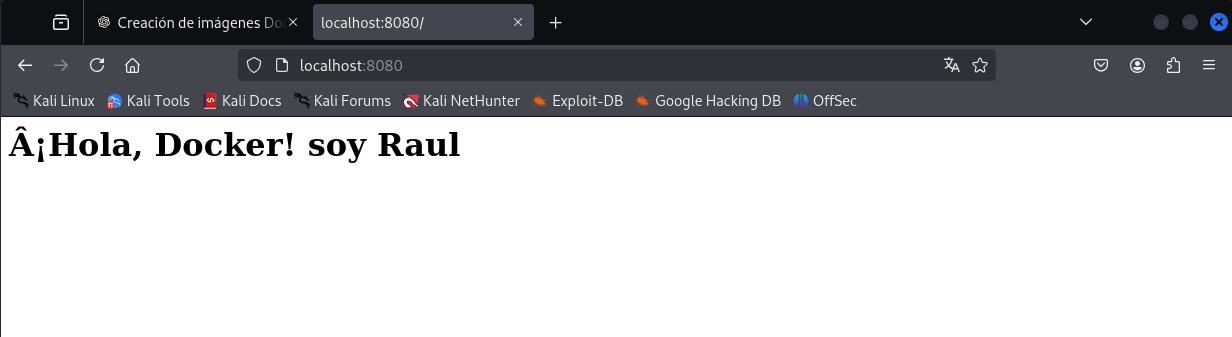 Creación de imágenes Do
localhost:8080/
localhost:8080
Kali Linux
Kali Tools
Kali Docs
Kali Forums
Kali NetHunter
Exploit-DB
Google Hacking DB
OffSec
Â¡Hola, Docker! soy Raul